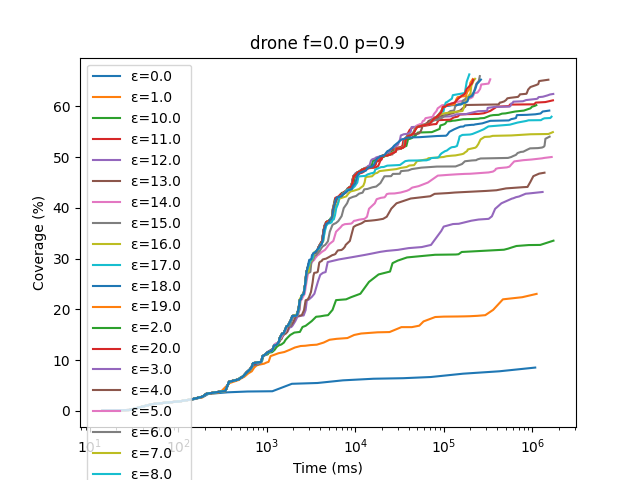 drone f=0.0 p=0.9
Coverage (%)
60
50
40
30
20
10
0
ε=0.0
ε=1.0
ε=10.0
ε=11.0
ε=12.0
ε=13.0
ε=14.0
ε=15.0
ε=16.0
ε=17.0
ε=18.0
ε=19.0
ε=2.0
ε=20.0
ε=3.0
ε=4.0
ε=5.0
ε=6.0
ε=7.0
ε=8.0
10¹ 10² 10³ 10⁴ 10⁵ 10⁶
Time (ms)